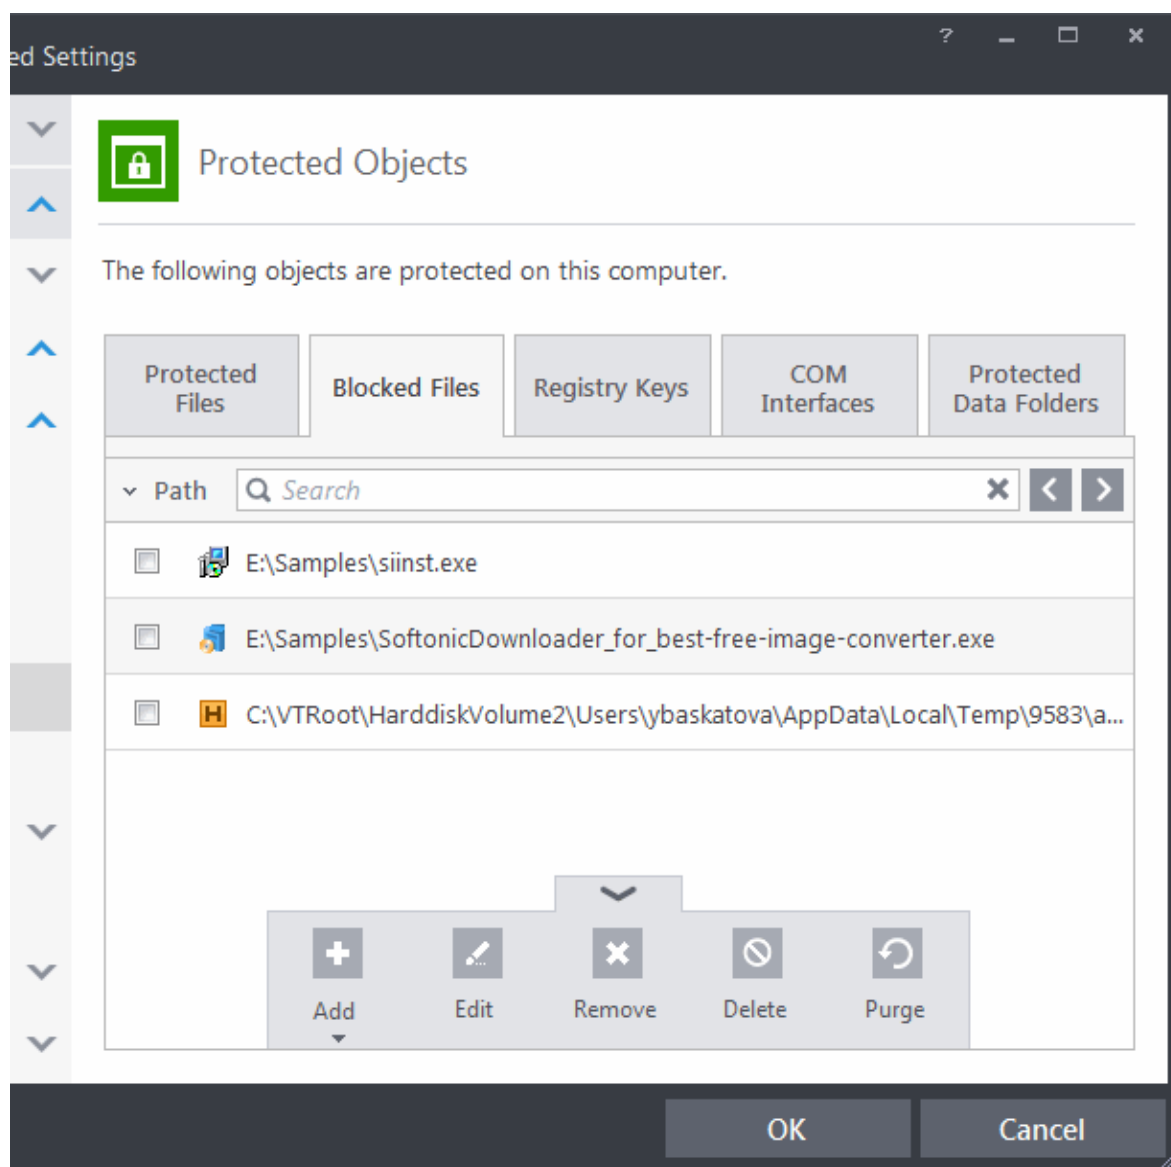 ed Settings
?
Protected Objects
The following objects are protected on this computer.
Protected
Files
Blocked Files
Registry Keys
COM
Interfaces
Protected
Data Folders
Path
Search
E:\Samples\siinst.exe
E:\Samples\SoftonicDownloader_for_best-free-image-converter.exe
H
C:\VTRoot\HarddiskVolume2\Users\ybaskatova\AppData\Local\Temp\9583\a...
Add
Edit
Remove
Delete
Purge
OK
Cancel